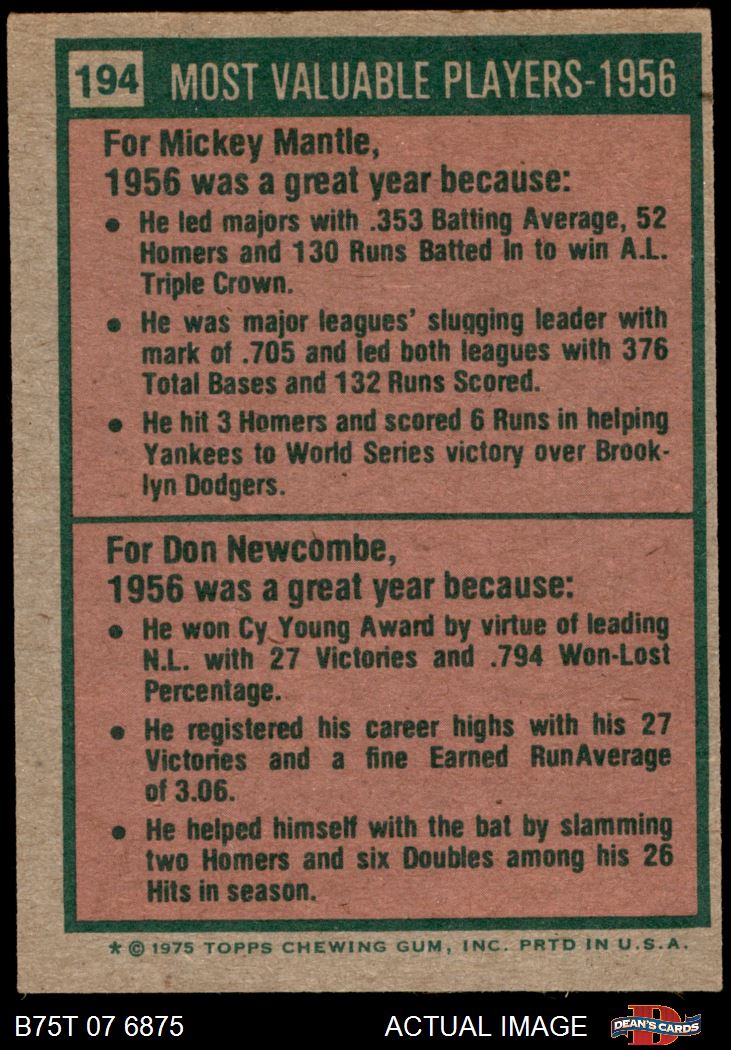 194 MOST VALUABLE PLAYERS-1956
For Mickey Mantle,
1956 was a great year because:
• He led majors with .353 Batting Average, 52
Homers and 130 Runs Batted In to win A.L.
Triple Crown.
• He was major leagues' slugging leader with
mark of .705 and led both leagues with 376
Total Bases and 132 Runs Scored.
• He hit 3 Homers and scored 6 Runs in helping
Yankees to World Series victory over Brook-
lyn Dodgers.
For Don Newcombe,
1956 was a great year because:
• He won Cy Young Award by virtue of leading
N.L. with 27 Victories and .794 Won-Lost
Percentage.
• He registered his career highs with his 27
Victories and a fine Earned RunAverage
of 3.06.
• He helped himself with the bat by slamming
two Homers and six Doubles among his 26
Hits in season.
* © 1975 TOPPS CHEWING GUM, INC. PRTD IN U.S.A.
B75T 07 6875 ACTUAL IMAGE D DEAN'S CARDS